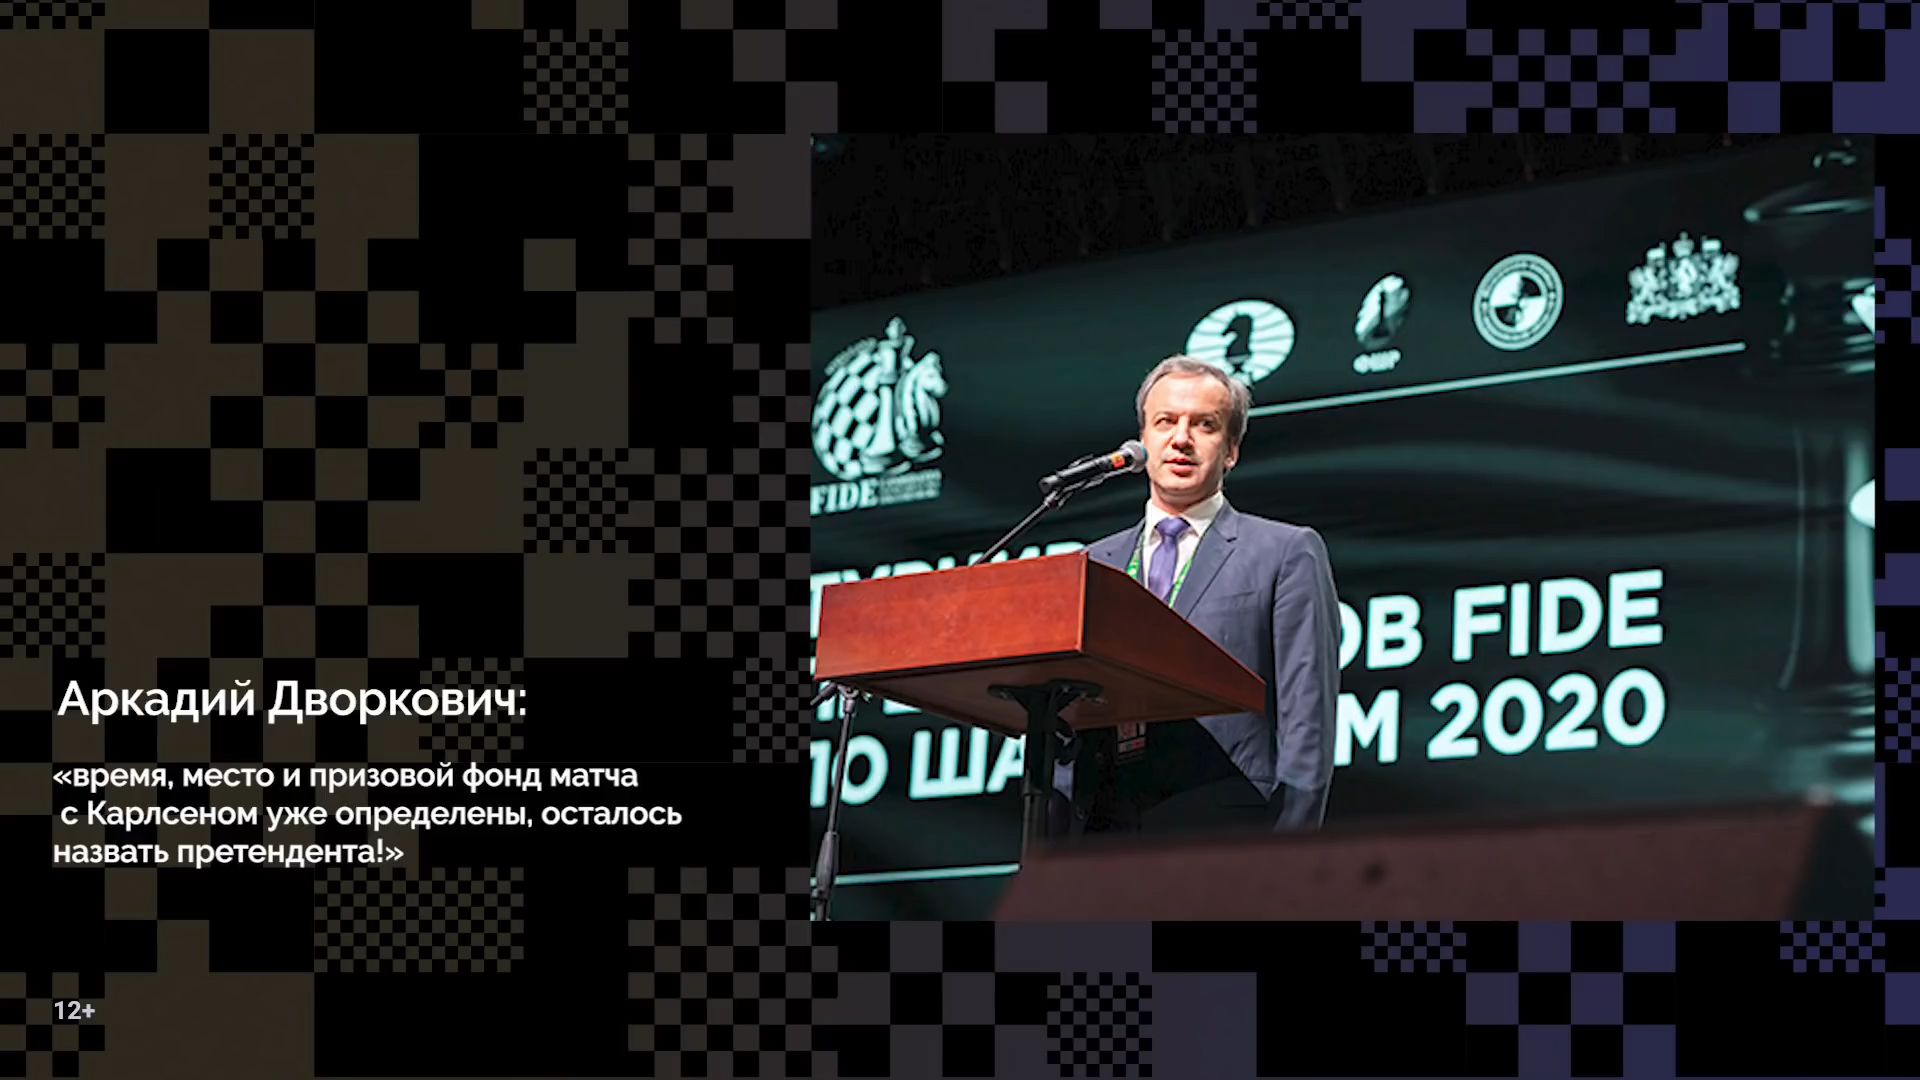 Аркадий Дворкович:
«время, место и призовой фонд матча
с Карлсеном уже определены, осталось
назвать претендента!»
12+
FIDE
ФШР
ОВ FIDE
ПО ША
М 2020